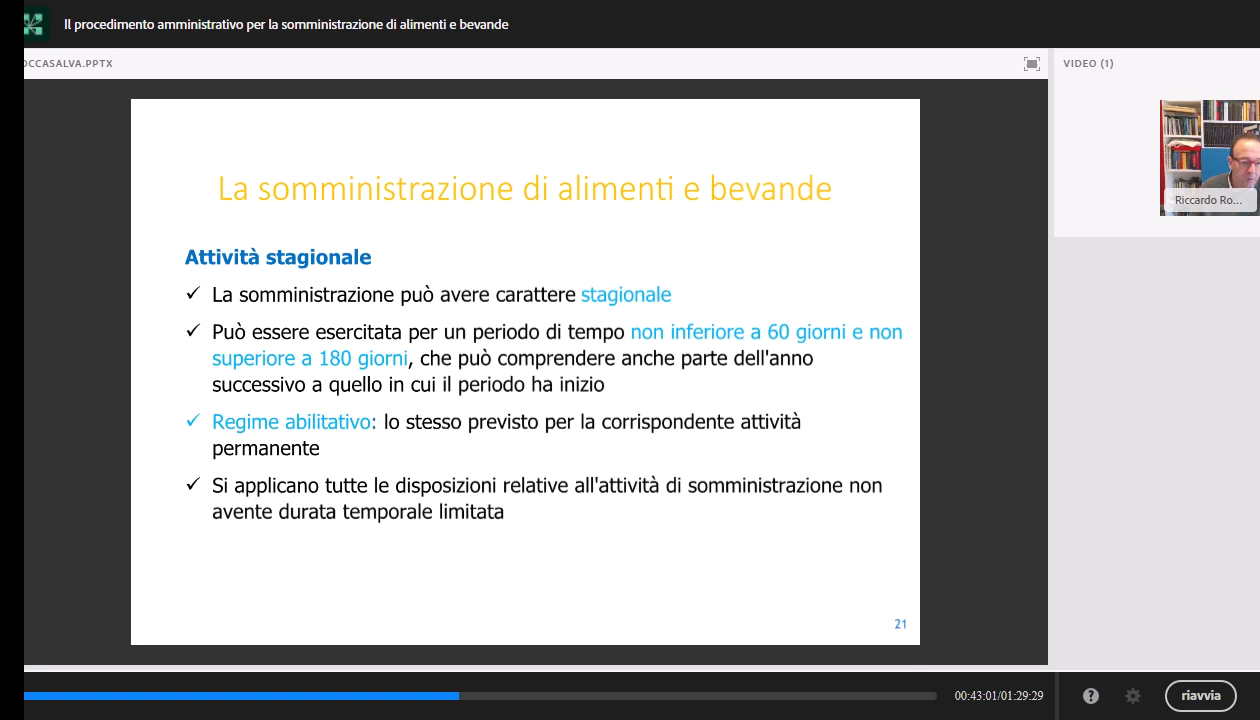 Il procedimento amministrativo per la somministrazione di alimenti e bevande
OCCASALVA.PPTX
VIDEO (1)
Riccardo Ro...
La somministrazione di alimenti e bevande
Attività stagionale
✓ La somministrazione può avere carattere stagionale
✓ Può essere esercitata per un periodo di tempo non inferiore a 60 giorni e non
superiore a 180 giorni, che può comprendere anche parte dell'anno
successivo a quello in cui il periodo ha inizio
✓ Regime abilitativo: lo stesso previsto per la corrispondente attività
permanente
✓ Si applicano tutte le disposizioni relative all'attività di somministrazione non
avente durata temporale limitata
21
00:43:01/01:29:29
?
riavvia